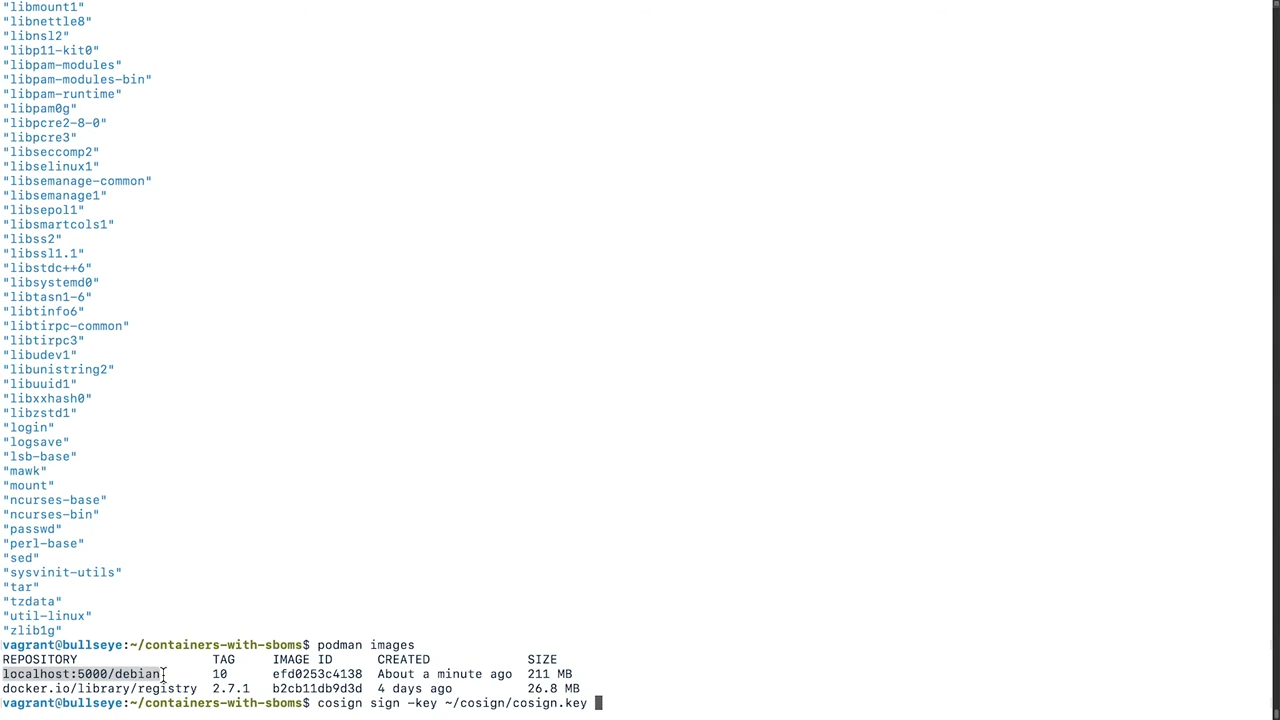 "libmount1"
"libnettle8"
"libnsl2"
"libp11-kit0"
"libpam-modules"
"libpam-modules-bin"
"libpam-runtime"
"libpam0g"
"libpcre2-8-0"
"libpcre3"
"libseccomp2"
"libselinux1"
"libsemanage-common"
"libsemanage1"
"libsepol1"
"libsmartcols1"
"libss2"
"libssl1.1"
"libstdc++6"
"libsystemd0"
"libtasn1-6"
"libtinfo6"
"libtirpc-common"
"libtirpc3"
"libudev1"
"libunistring2"
"libuuid1"
"libxxhash0"
"libzstd1"
"login"
"logsave"
"lsb-base"
"mawk"
"mount"
"ncurses-base"
"ncurses-bin"
"passwd"
"perl-base"
"sed"
"sysvinit-utils"
"tar"
"tzdata"
"util-linux"
"zlib1g"
vagrant@bullseye:~/containers-with-sboms$ podman images
REPOSITORY TAG IMAGE ID CREATED SIZE
localhost:5000/debian 10 efd0253c4138 About a minute ago 211 MB
docker.io/library/registry 2.7.1 b2cb11db9d3d 4 days ago 26.8 MB
vagrant@bullseye:~/containers-with-sboms$ cosign sign -key ~/cosign/cosign.key